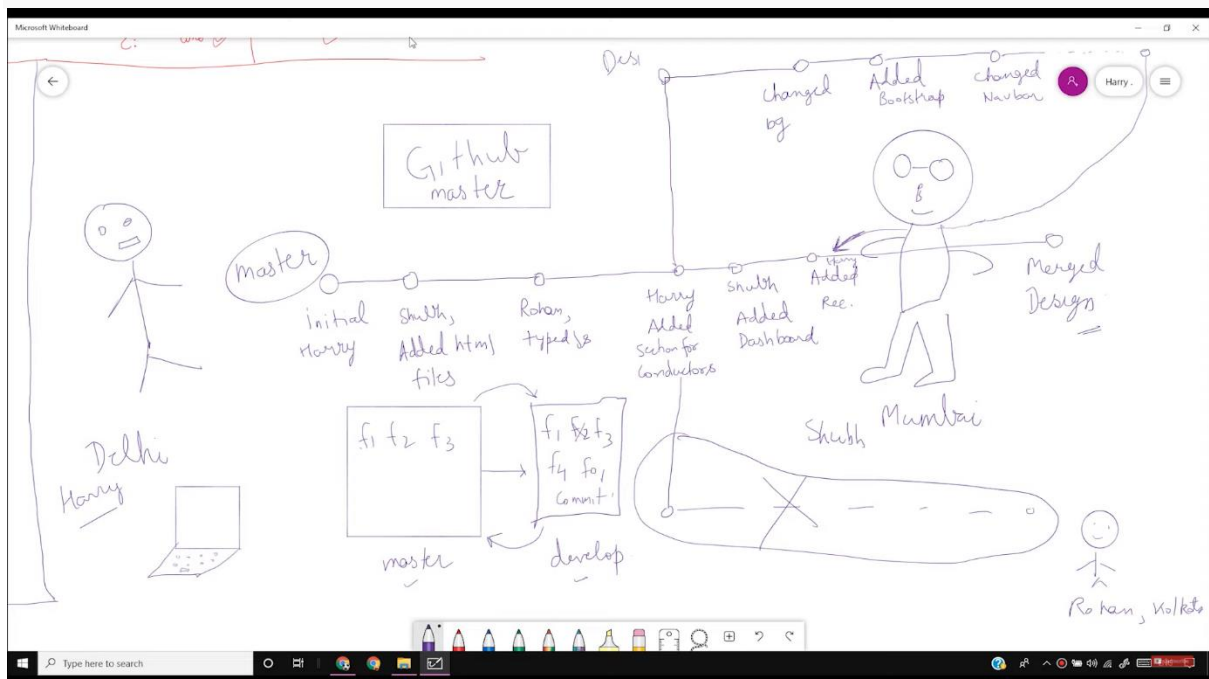 Microsoft Whiteboard
C:
Desi
Changed
bg
Added
Bootstrap
Changed
Navbar
Harry .
Github
master
master
initial
Harry
Shubh,
Added html
files
Rohan,
typed js
Harry
Added
Section for
Conductors
Shubh
Added
Dashboard
Harry
Added
Rec.
Merged
Design
Delhi
Harry
f1 f2 f3
master
f1 f2 f3
f4 f01
Commit
develop
Shubh
Mumbai
Rohan, Kolkata
Type here to search